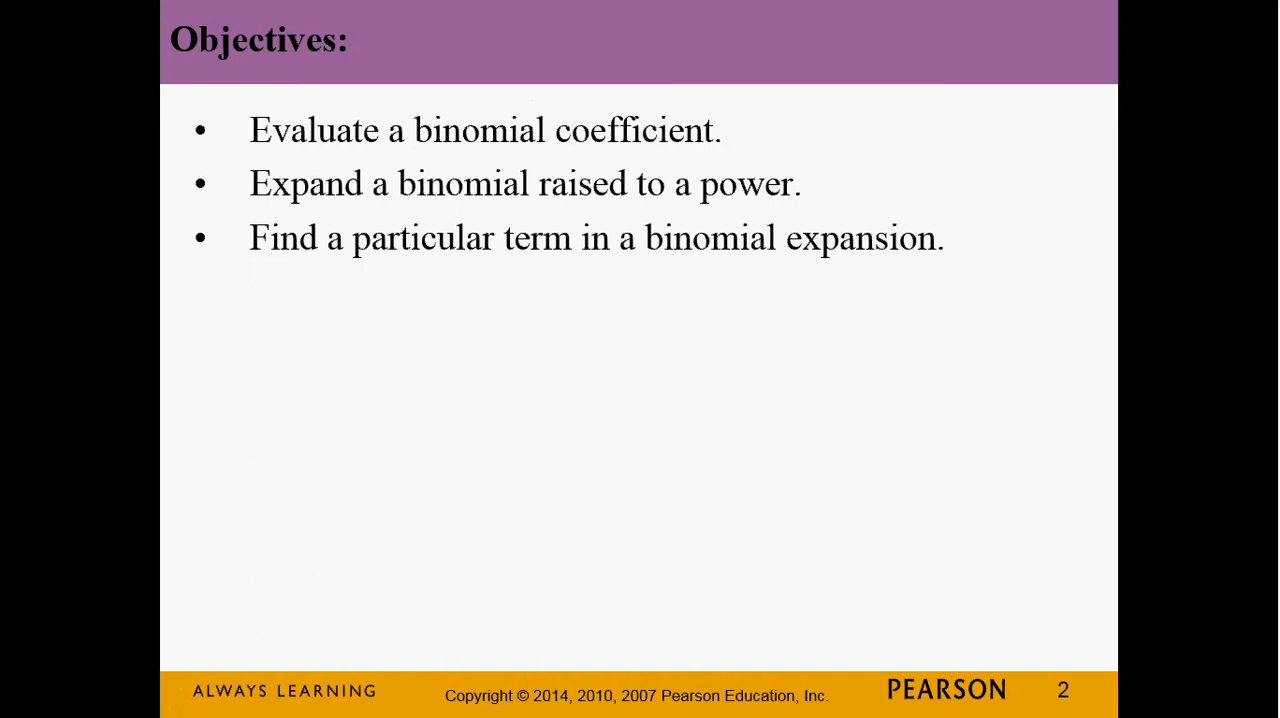 Objectives:
• Evaluate a binomial coefficient.
• Expand a binomial raised to a power.
• Find a particular term in a binomial expansion.
ALWAYS LEARNING
Copyright © 2014, 2010, 2007 Pearson Education, Inc.
PEARSON
2